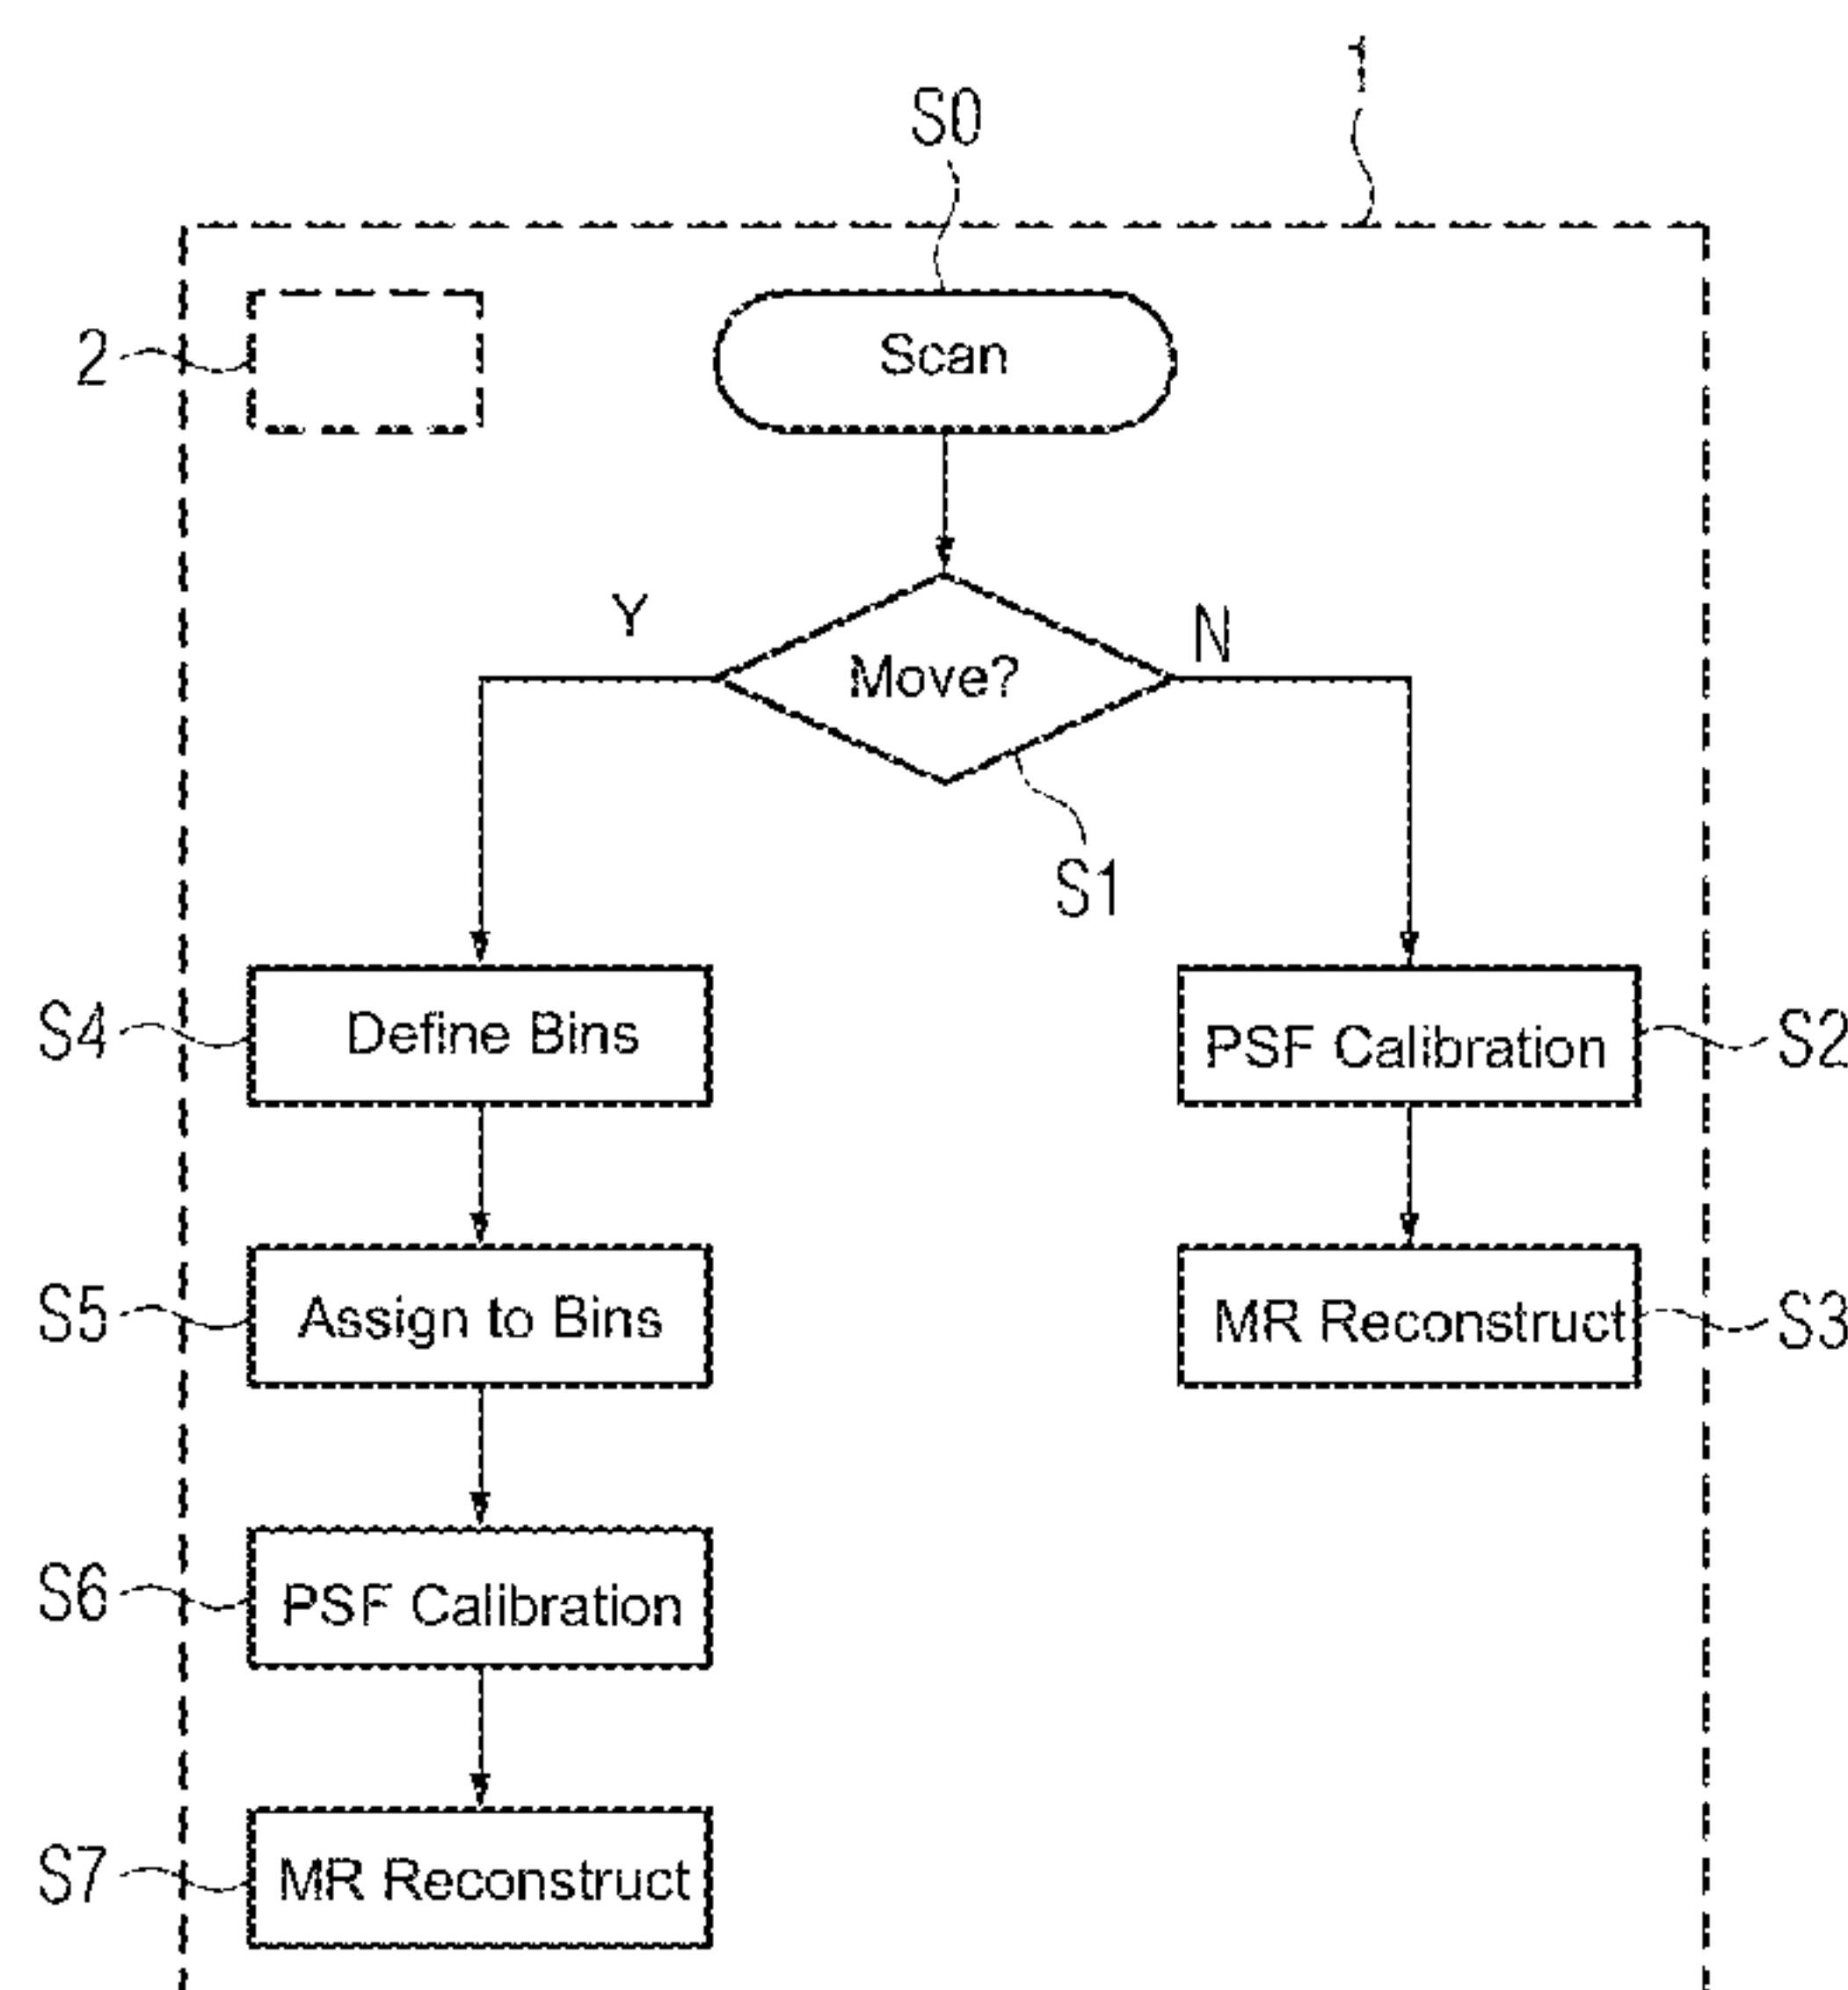 1
S0
2
Scan
Y
N
Move?
S1
S4
Define Bins
PSF Calibration
S2
S5
Assign to Bins
MR Reconstruct
S3
S6
PSF Calibration
S7
MR Reconstruct